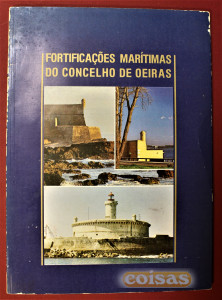 FORTIFICAÇÕES MARÍTIMAS
DO CONCELHO DE OEIRAS
coisas